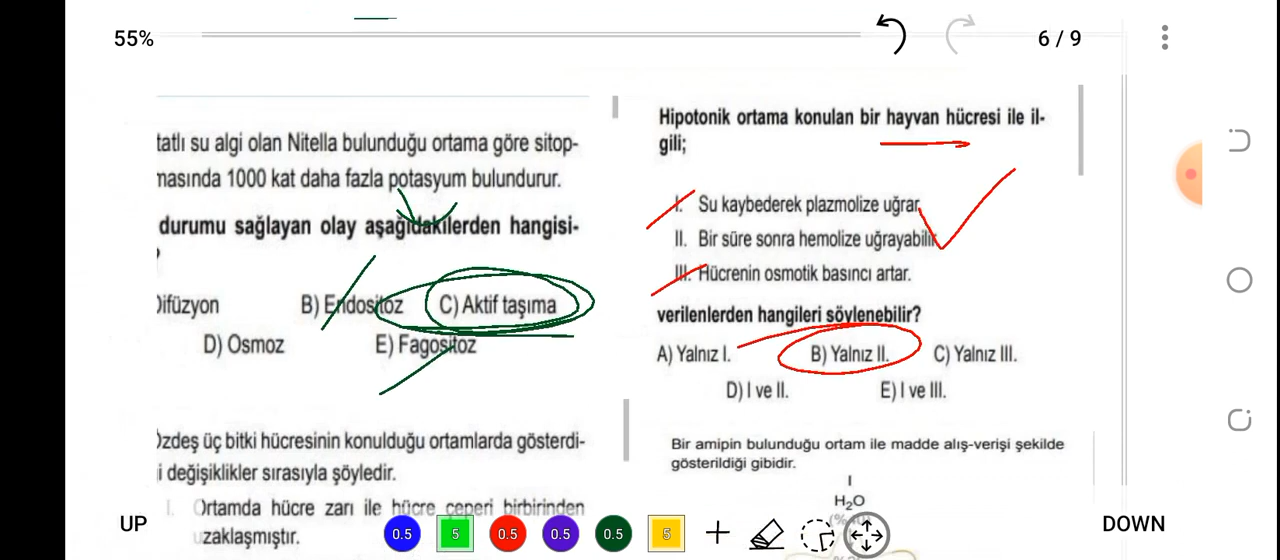 55%
6 / 9
tatlı su algi olan Nitella bulunduğu ortama göre sitop-
masında 1000 kat daha fazla potasyum bulundurur.
durumu sağlayan olay aşağıdakilerden hangisi-
?
Difüzyon B) Endositoz C) Aktif taşıma
D) Osmoz E) Fagositoz
Özdeş üç bitki hücresinin konulduğu ortamlarda gösterdi-
i değişiklikler sırasıyla şöyledir.
I. Ortamda hücre zarı ile hücre çeperi birbirinden
uzaklaşmıştır.
Hipotonik ortama konulan bir hayvan hücresi ile il-
gili;
I. Su kaybederek plazmolize uğrar.
II. Bir süre sonra hemolize uğrayabilir.
III. Hücrenin osmotik basıncı artar.
verilenlerden hangileri söylenebilir?
A) Yalnız I. B) Yalnız II. C) Yalnız III.
D) I ve II. E) I ve III.
Bir amipin bulunduğu ortam ile madde alış-verişi şekilde
gösterildiği gibidir.
I
H₂O
UP
0.5 5 0.5 0.5 0.5 5
DOWN